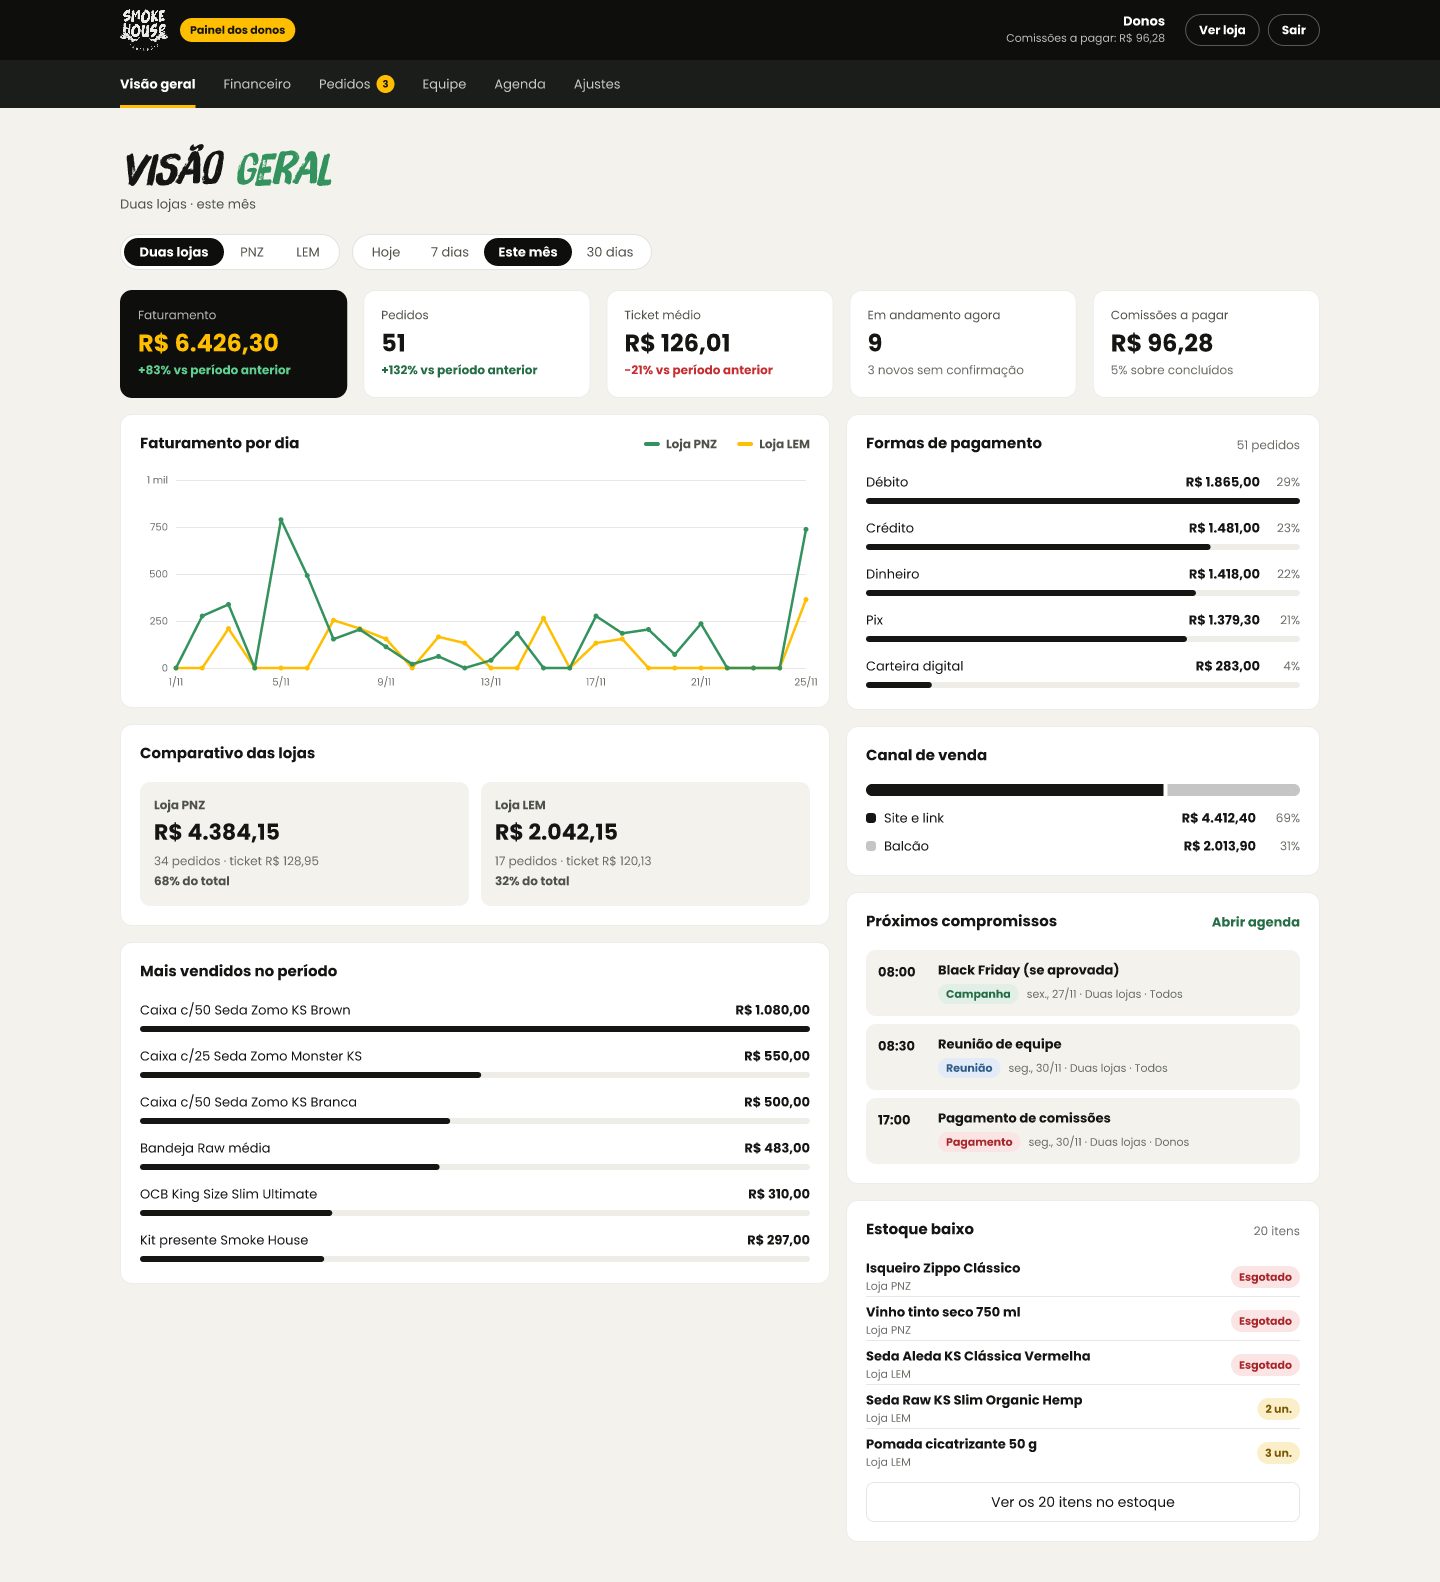 SMOKE
HOUSE
Painel dos donos
Donos
Comissões a pagar: R$ 96,28
Ver loja
Sair
Visão geral
Financeiro
Pedidos 3
Equipe
Agenda
Ajustes
VISÃO GERAL
Duas lojas · este mês
Duas lojas
PNZ
LEM
Hoje
7 dias
Este mês
30 dias
Faturamento
R$ 6.426,30
+83% vs período anterior
Pedidos
51
+132% vs período anterior
Ticket médio
R$ 126,01
-21% vs período anterior
Em andamento agora
9
3 novos sem confirmação
Comissões a pagar
R$ 96,28
5% sobre concluídos
Faturamento por dia
Loja PNZ
Loja LEM
1 mil
750
500
250
0
1/11
5/11
9/11
13/11
17/11
21/11
25/11
Formas de pagamento
51 pedidos
Débito R$ 1.865,00 29%
Crédito R$ 1.481,00 23%
Dinheiro R$ 1.418,00 22%
Pix R$ 1.379,30 21%
Carteira digital R$ 283,00 4%
Comparativo das lojas
Loja PNZ
R$ 4.384,15
34 pedidos · ticket R$ 128,95
68% do total
Loja LEM
R$ 2.042,15
17 pedidos · ticket R$ 120,13
32% do total
Canal de venda
Site e link R$ 4.412,40 69%
Balcão R$ 2.013,90 31%
Mais vendidos no período
Caixa c/50 Seda Zomo KS Brown R$ 1.080,00
Caixa c/25 Seda Zomo Monster KS R$ 550,00
Caixa c/50 Seda Zomo KS Branca R$ 500,00
Bandeja Raw média R$ 483,00
OCB King Size Slim Ultimate R$ 310,00
Kit presente Smoke House R$ 297,00
Próximos compromissos
Abrir agenda
08:00 Black Friday (se aprovada)
Campanha sex., 27/11 · Duas lojas · Todos
08:30 Reunião de equipe
Reunião seg., 30/11 · Duas lojas · Todos
17:00 Pagamento de comissões
Pagamento seg., 30/11 · Duas lojas · Donos
Estoque baixo
20 itens
Isqueiro Zippo Clássico
Loja PNZ
Esgotado
Vinho tinto seco 750 ml
Loja PNZ
Esgotado
Seda Aleda KS Clássica Vermelha
Loja LEM
Esgotado
Seda Raw KS Slim Organic Hemp
Loja LEM
2 un.
Pomada cicatrizante 50 g
Loja LEM
3 un.
Ver os 20 itens no estoque